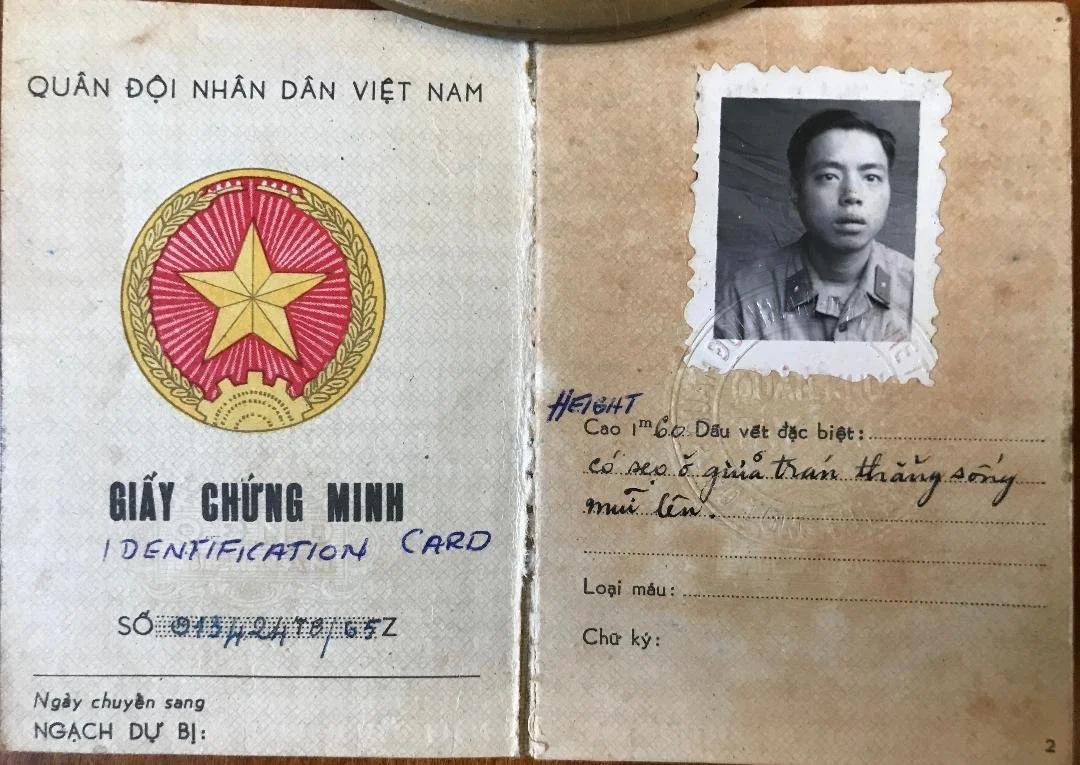 QUÂN ĐỘI NHÂN DÂN VIỆT NAM
GIẤY CHỨNG MINH
IDENTIFICATION CARD
SỐ Z
Ngày chuyển sang
NGẠCH DỰ BỊ:
HEIGHT
Cao 1m60 Dấu vết đặc biệt:
có sẹo ở giữa trán thẳng sống
mũi lên.
Loại máu:
Chữ ký:
QUÂN KHU
2